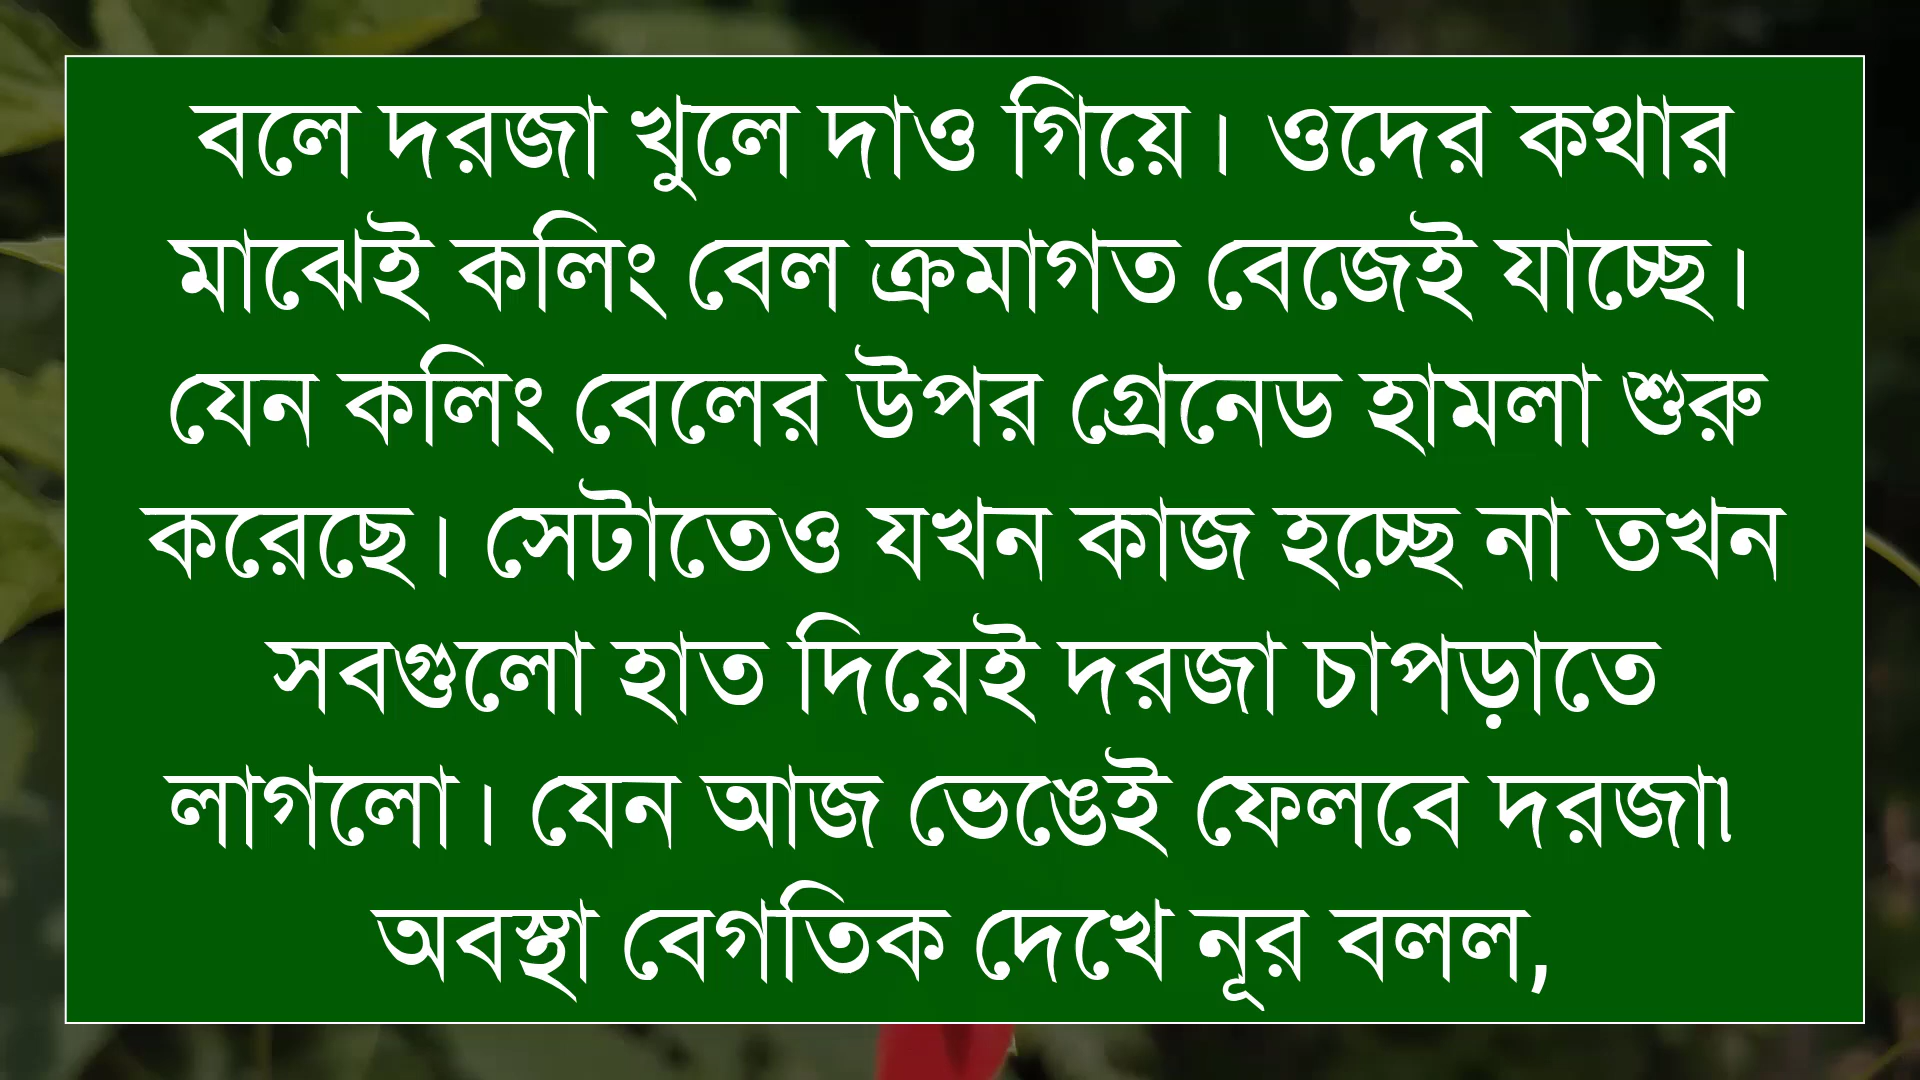 বলে দরজা খুলে দাও গিয়ে। ওদের কথার
মাঝেই কলিং বেল ক্রমাগত বেজেই যাচ্ছে।
যেন কলিং বেলের উপর গ্রেনেড হামলা শুরু
করেছে। সেটাতেও যখন কাজ হচ্ছে না তখন
সবগুলো হাত দিয়েই দরজা চাপড়াতে
লাগলো। যেন আজ ভেঙেই ফেলবে দরজা৷
অবস্থা বেগতিক দেখে নূর বলল,